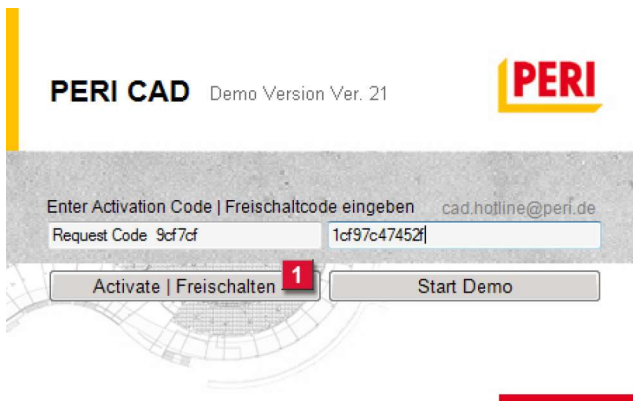 PERI CAD Demo Version Ver. 21
PERI
Enter Activation Code | Freischaltcode eingeben cad.hotline@peri.de
Request Code 9cf7cf 1cf97c47452f
Activate | Freischalten 1 Start Demo